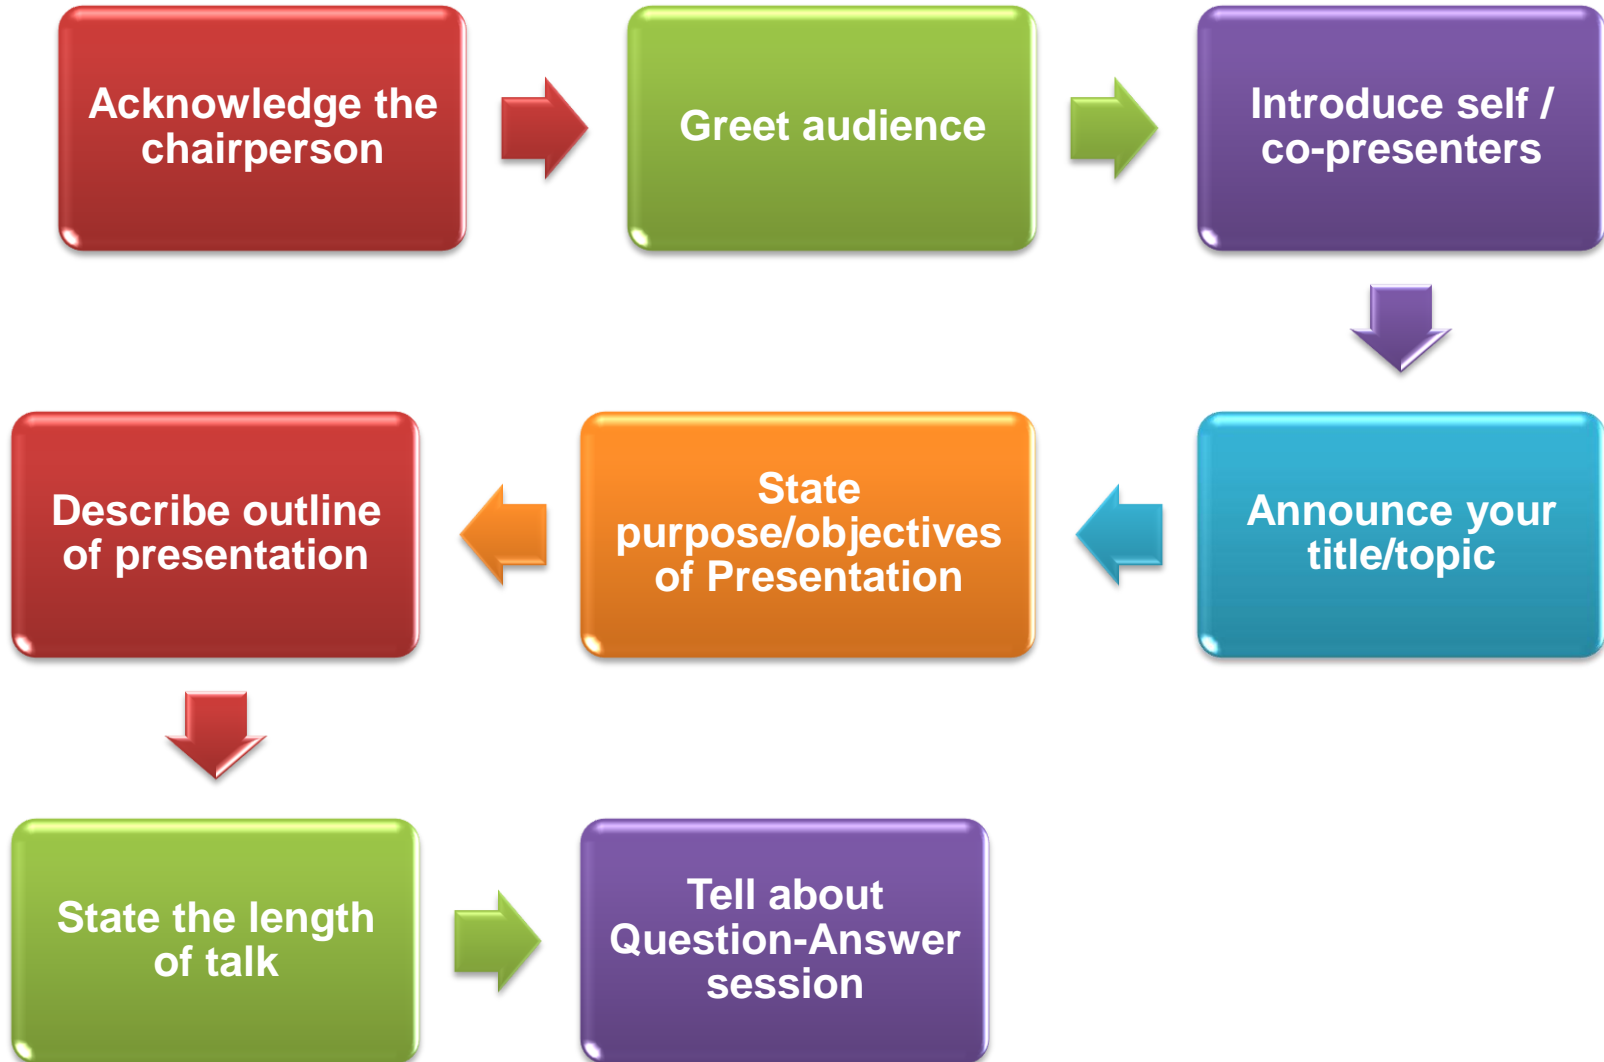 Acknowledge the
chairperson
Greet audience
Introduce self /
co-presenters
Announce your
title/topic
State
purpose/objectives
of Presentation
Describe outline
of presentation
State the length
of talk
Tell about
Question-Answer
session